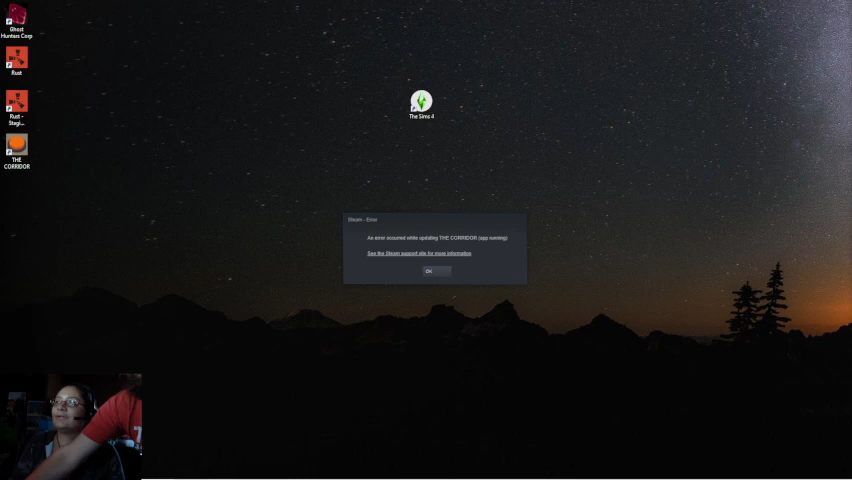 Ghost
Hunters Corp
Rust
Rust -
Stagi...
THE
CORRIDOR
The Sims 4
Steam - Error
An error occurred while updating THE CORRIDOR (app running)
See the Steam support site for more information
OK